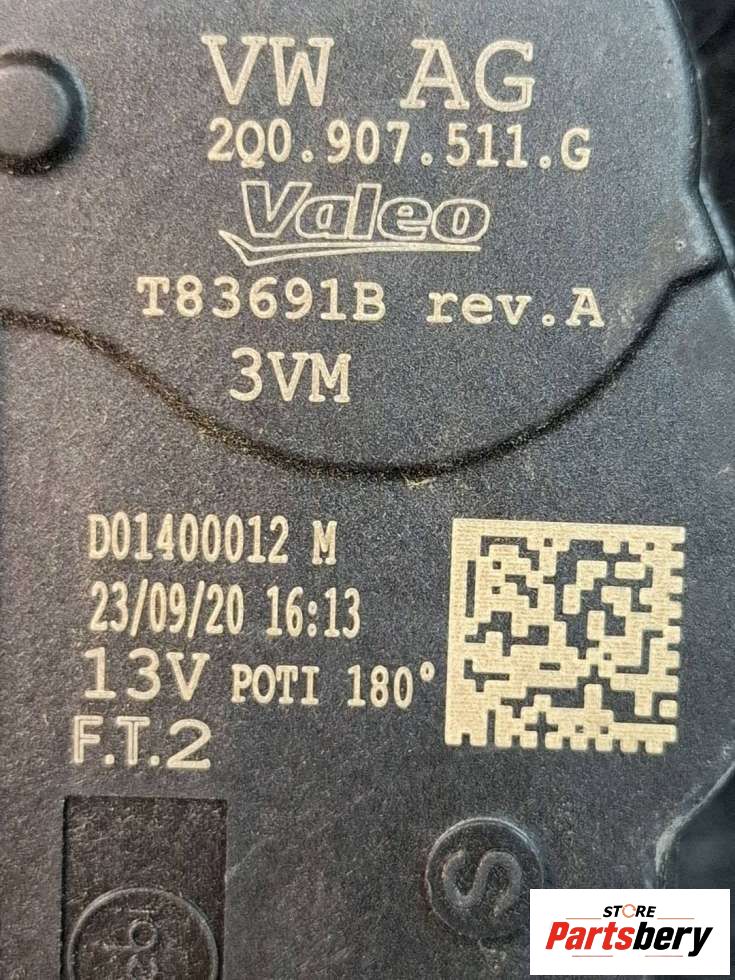 VW AG
2Q0.907.511.G
Valeo
T83691B rev.A
3VM
D01400012 M
23/09/20 16:13
13V POTI 180°
F.T.2
S
STORE
Partsbery